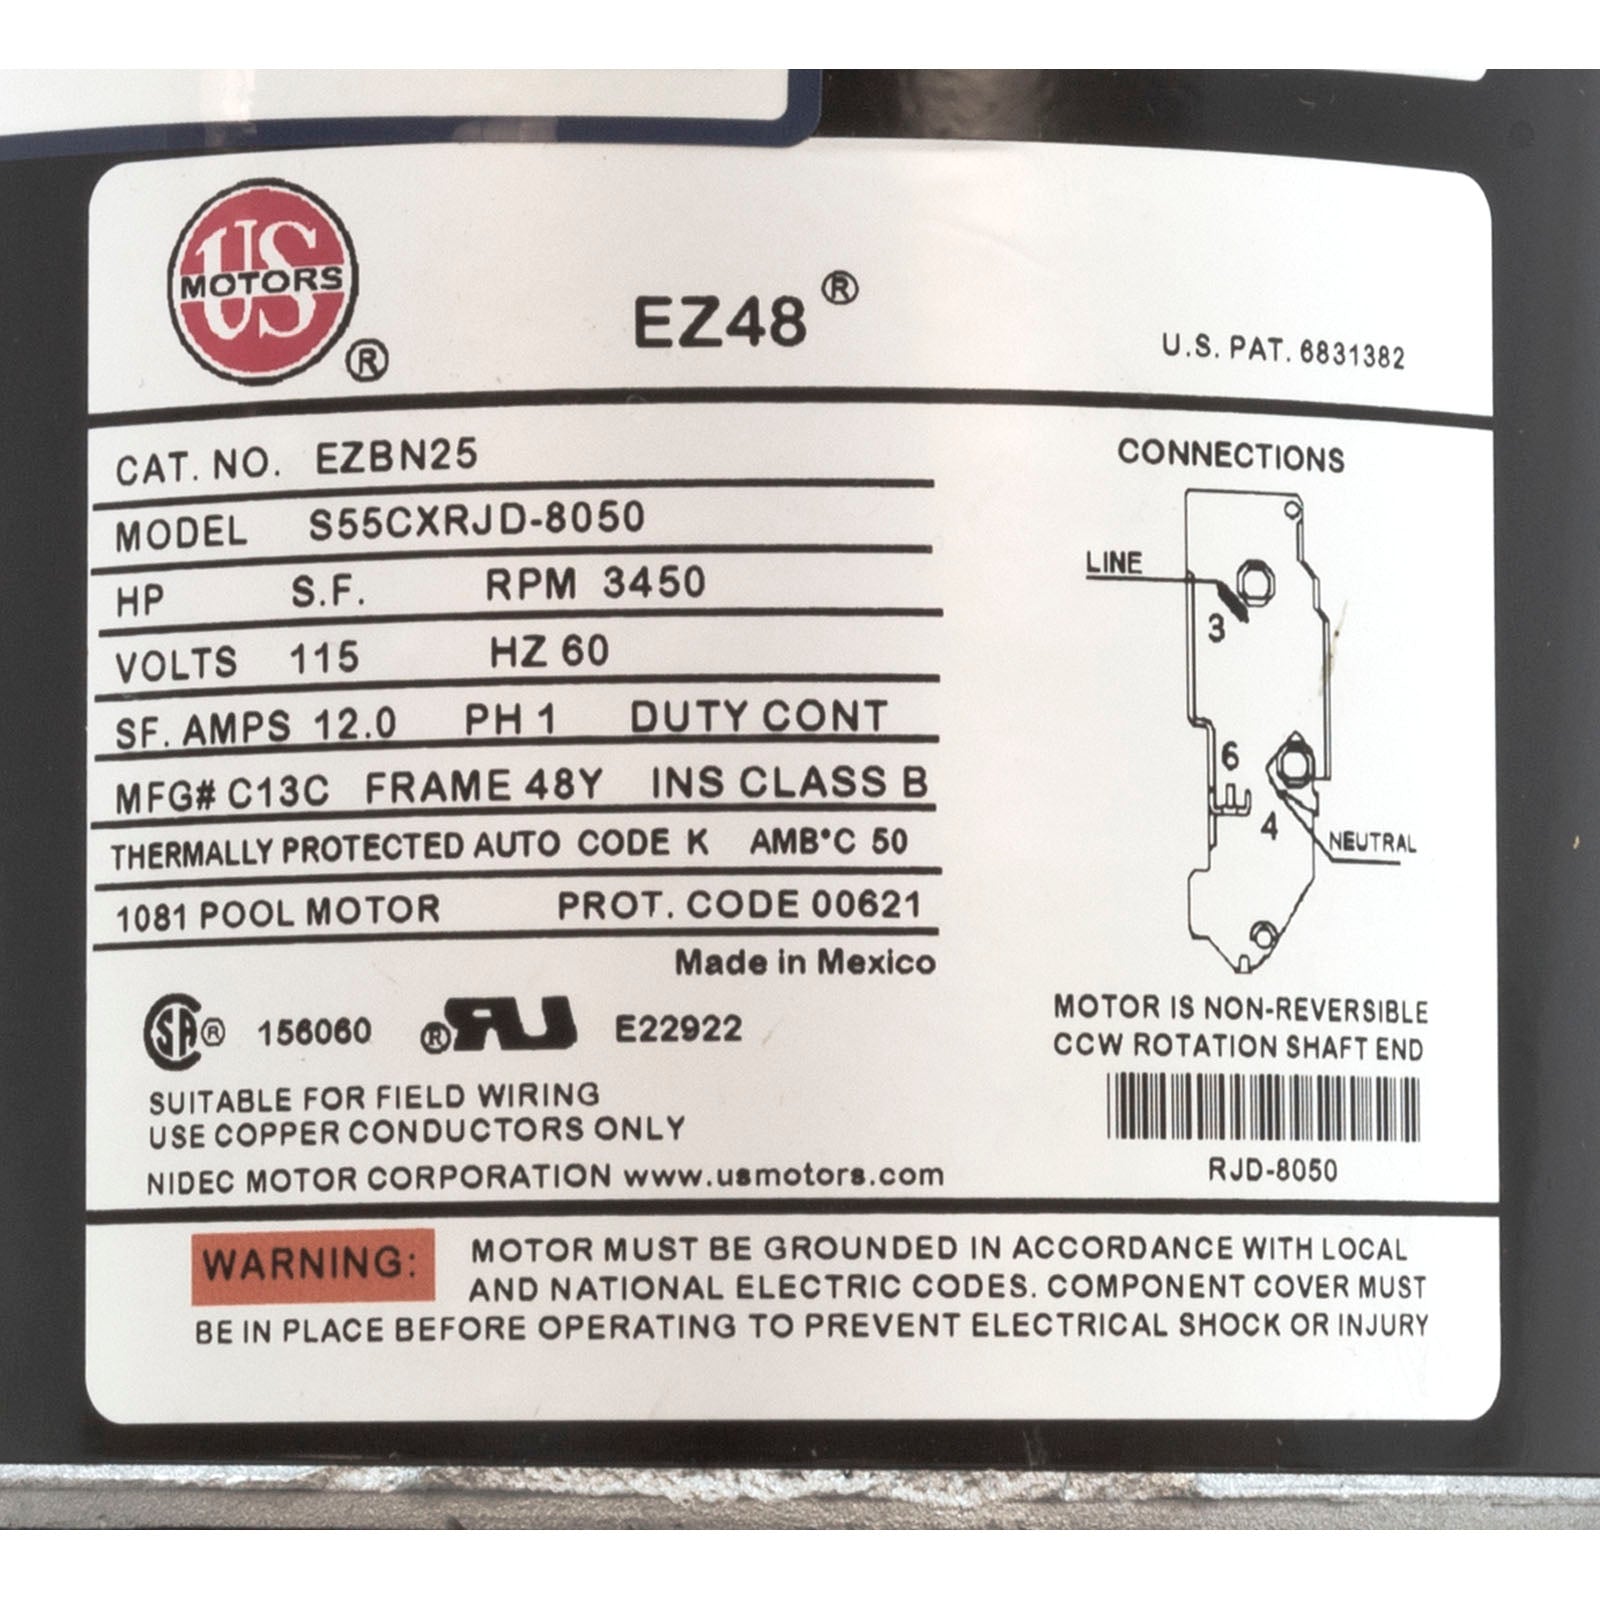 US
MOTORS
®
EZ48®
U.S. PAT. 6831382
CAT. NO. EZBN25
MODEL S55CXRJD-8050
HP S.F. RPM 3450
VOLTS 115 HZ 60
SF. AMPS 12.0 PH 1 DUTY CONT
MFG# C13C FRAME 48Y INS CLASS B
THERMALLY PROTECTED AUTO CODE K AMB°C 50
1081 POOL MOTOR PROT. CODE 00621
Made in Mexico
SA® 156060 ®RU E22922
SUITABLE FOR FIELD WIRING
USE COPPER CONDUCTORS ONLY
NIDEC MOTOR CORPORATION www.usmotors.com
CONNECTIONS
LINE
3
6
4
NEUTRAL
MOTOR IS NON-REVERSIBLE
CCW ROTATION SHAFT END
RJD-8050
WARNING: MOTOR MUST BE GROUNDED IN ACCORDANCE WITH LOCAL
AND NATIONAL ELECTRIC CODES. COMPONENT COVER MUST
BE IN PLACE BEFORE OPERATING TO PREVENT ELECTRICAL SHOCK OR INJURY